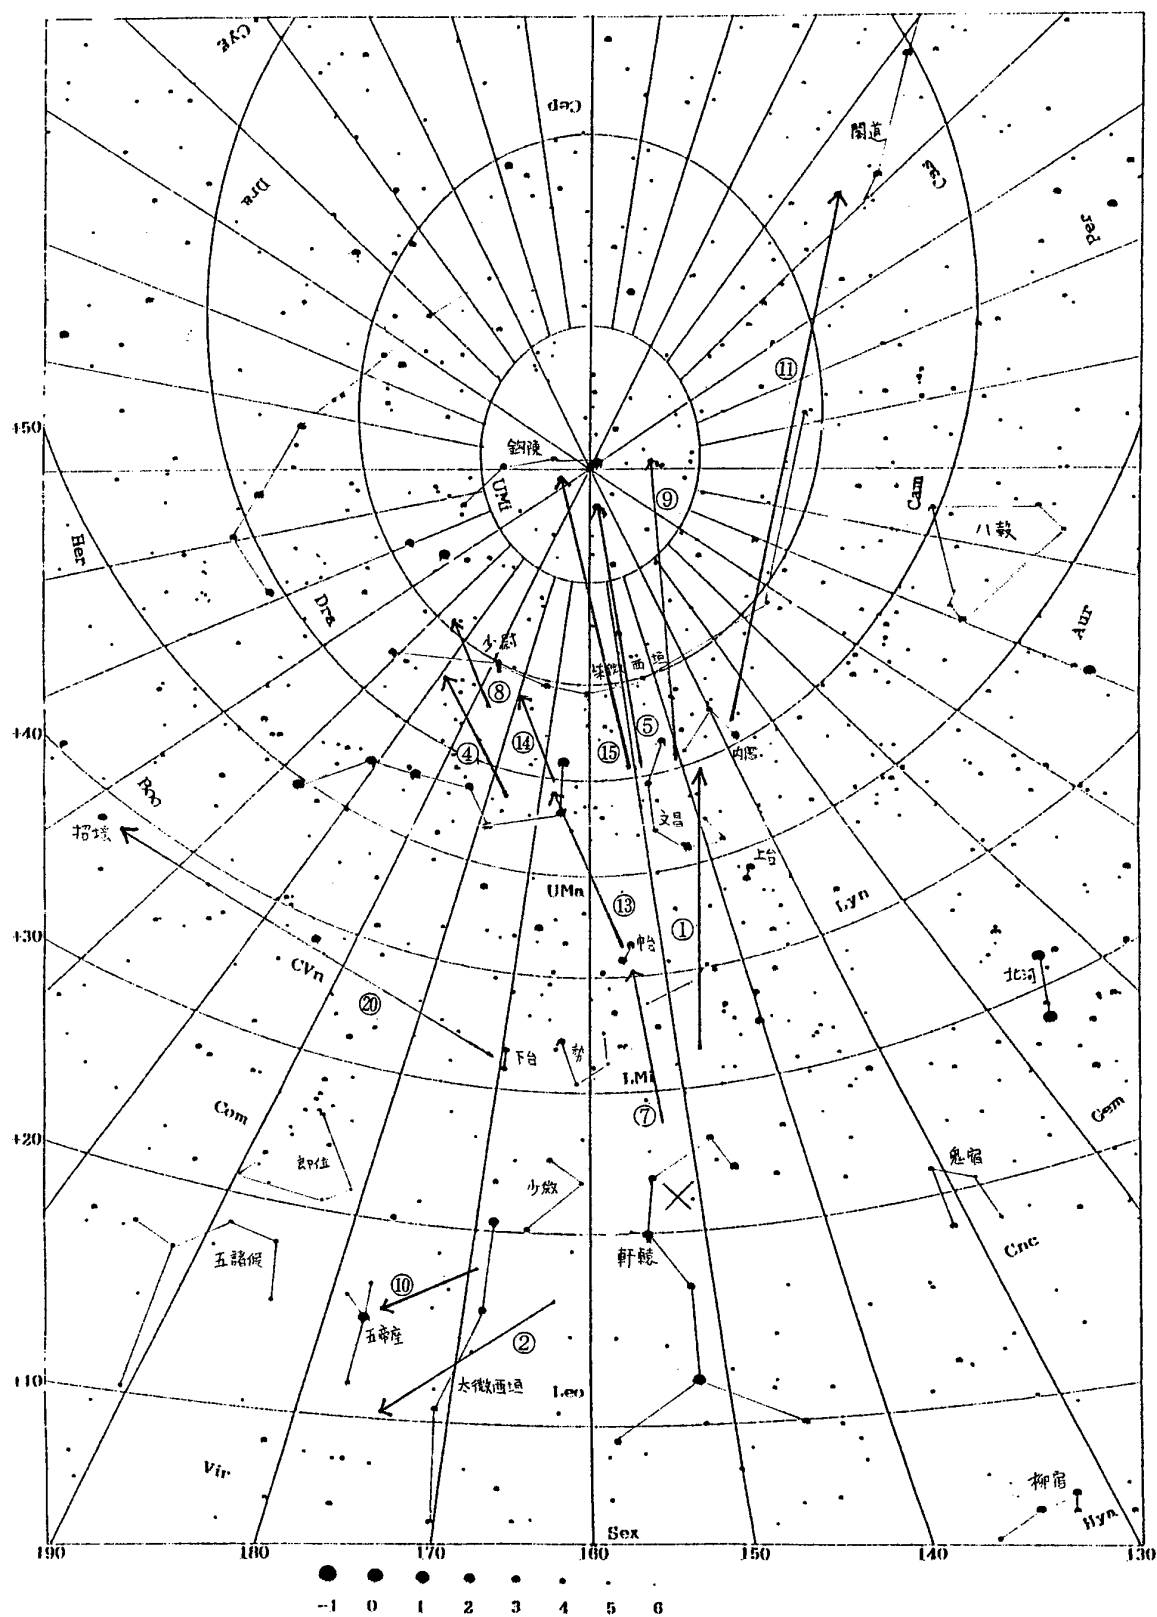 Cyg
Cep
閣道
Cas
Dra
Per
⑪
+50
鈎陳
UMi
⑨
Cam
八穀
Her
Dra
Aur
少尉
紫微西垣
⑧
⑤
+40
④
⑭
⑮
内階
Boo
招搖
文昌
上台
UMa
Lyn
⑬
①
+30
中台
CVn
北河
⑳
下台
勢
LMi
Com
⑦
Gem
+20
郎位
鬼宿
少微
五諸侯
軒轅
Cnc
⑩
五帝座
②
+10
太微西垣
Leo
Vir
柳宿
Hya
Sex
190 180 170 160 150 140 130
-1 0 1 2 3 4 5 6